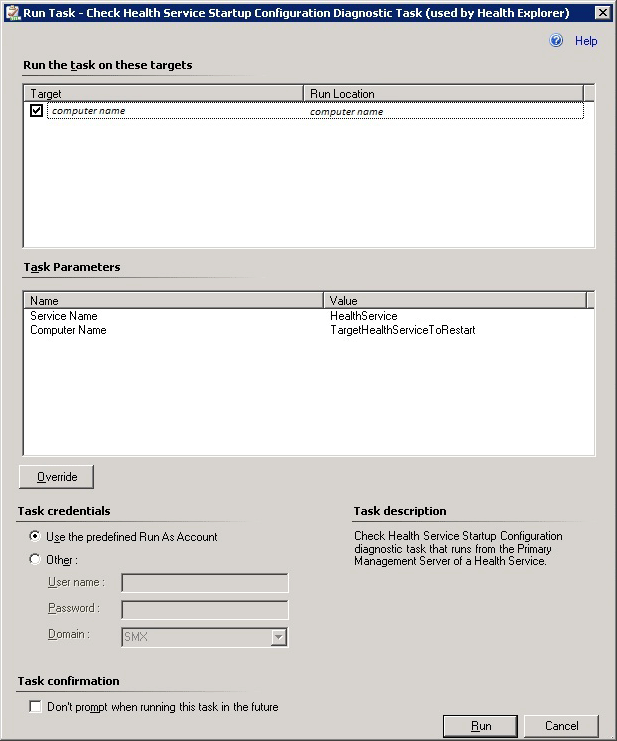 Run Task - Check Health Service Startup Configuration Diagnostic Task (used by Health Explorer)
Help
Run the task on these targets
Target Run Location
computer name computer name
Task Parameters
Name Value
Service Name HealthService
Computer Name TargetHealthServiceToRestart
Override
Task credentials
Use the predefined Run As Account
Other :
User name :
Password :
Domain : SMX
Task description
Check Health Service Startup Configuration
diagnostic task that runs from the Primary
Management Server of a Health Service.
Task confirmation
Don't prompt when running this task in the future
Run Cancel